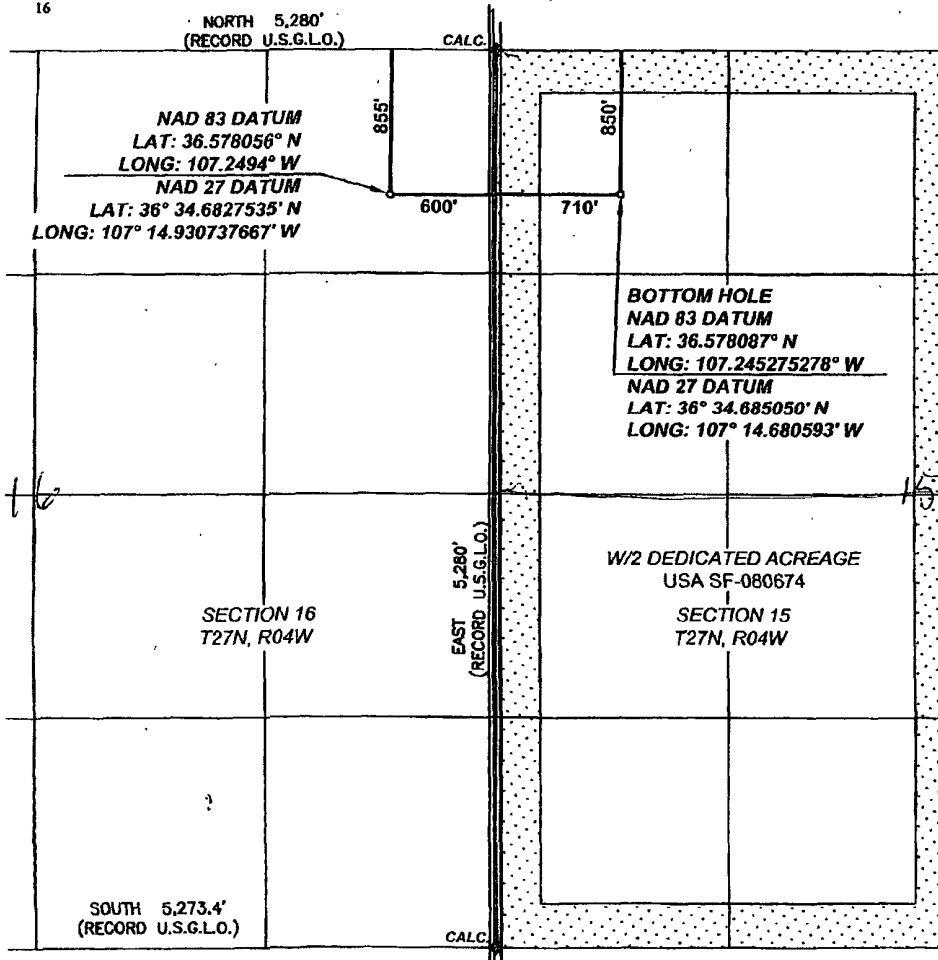 16
NORTH 5,280'
(RECORD U.S.G.L.O.)
CALC.
855'
850'
NAD 83 DATUM
LAT: 36.578056° N
LONG: 107.2494° W
NAD 27 DATUM
LAT: 36° 34.6827535' N
LONG: 107° 14.930737667' W
600'
710'
BOTTOM HOLE
NAD 83 DATUM
LAT: 36.578087° N
LONG: 107.245275278° W
NAD 27 DATUM
LAT: 36° 34.685050' N
LONG: 107° 14.680593' W
16
15
EAST 5,280'
(RECORD U.S.G.L.O.)
W/2 DEDICATED ACREAGE
USA SF-080674
SECTION 15
T27N, R04W
SECTION 16
T27N, R04W
SOUTH 5,273.4'
(RECORD U.S.G.L.O.)
CALC.